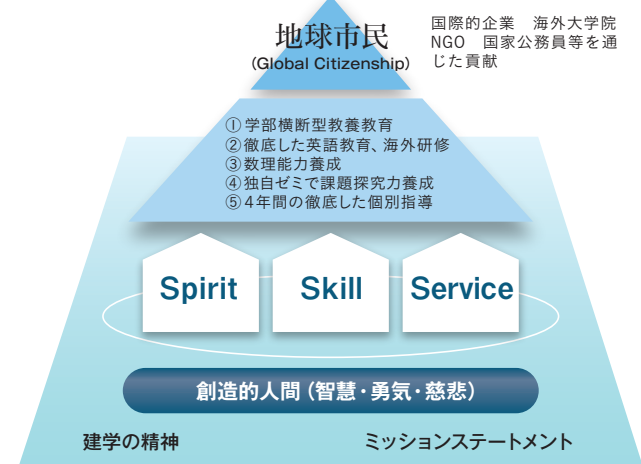 地球市民
(Global Citizenship)
国際的企業　海外大学院
NGO　国家公務員等を通
じた貢献
①学部横断型教養教育
②徹底した英語教育、海外研修
③数理能力養成
④独自ゼミで課題探究力養成
⑤4年間の徹底した個別指導
Spirit
Skill
Service
創造的人間（智慧・勇気・慈悲）
建学の精神
ミッションステートメント